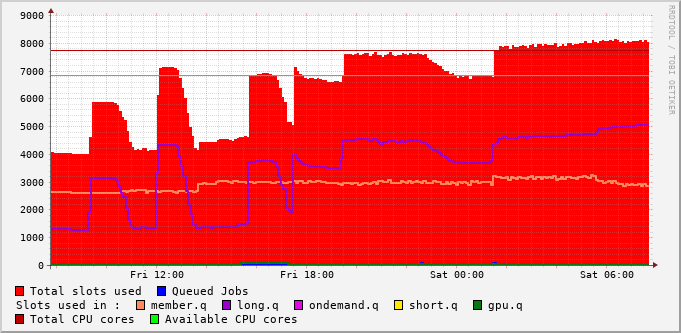 9000
8000
7000
6000
5000
4000
3000
2000
1000
0
Fri 12:00 Fri 18:00 Sat 00:00 Sat 06:00
RRDTOOL / TOBI OETIKER
Total slots used Queued Jobs
Slots used in : member.q long.q ondemand.q short.q gpu.q
Total CPU cores Available CPU cores